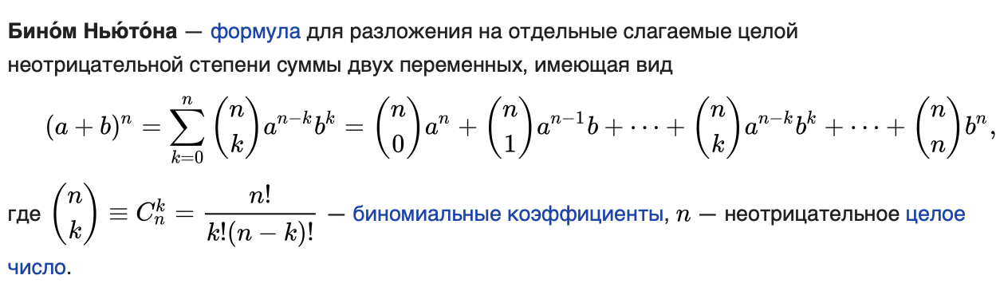 Бино́м Нью́то́на — формула для разложения на отдельные слагаемые целой
неотрицательной степени суммы двух переменных, имеющая вид
$(a+b)^n = \sum_{k=0}^{n} \binom{n}{k} a^{n-k} b^k = \binom{n}{0} a^n + \binom{n}{1} a^{n-1} b + \cdots + \binom{n}{k} a^{n-k} b^k + \cdots + \binom{n}{n} b^n,$
где $\binom{n}{k} \equiv C_n^k = \frac{n!}{k!(n-k)!}$ — биномиальные коэффициенты, $n$ — неотрицательное целое
число.